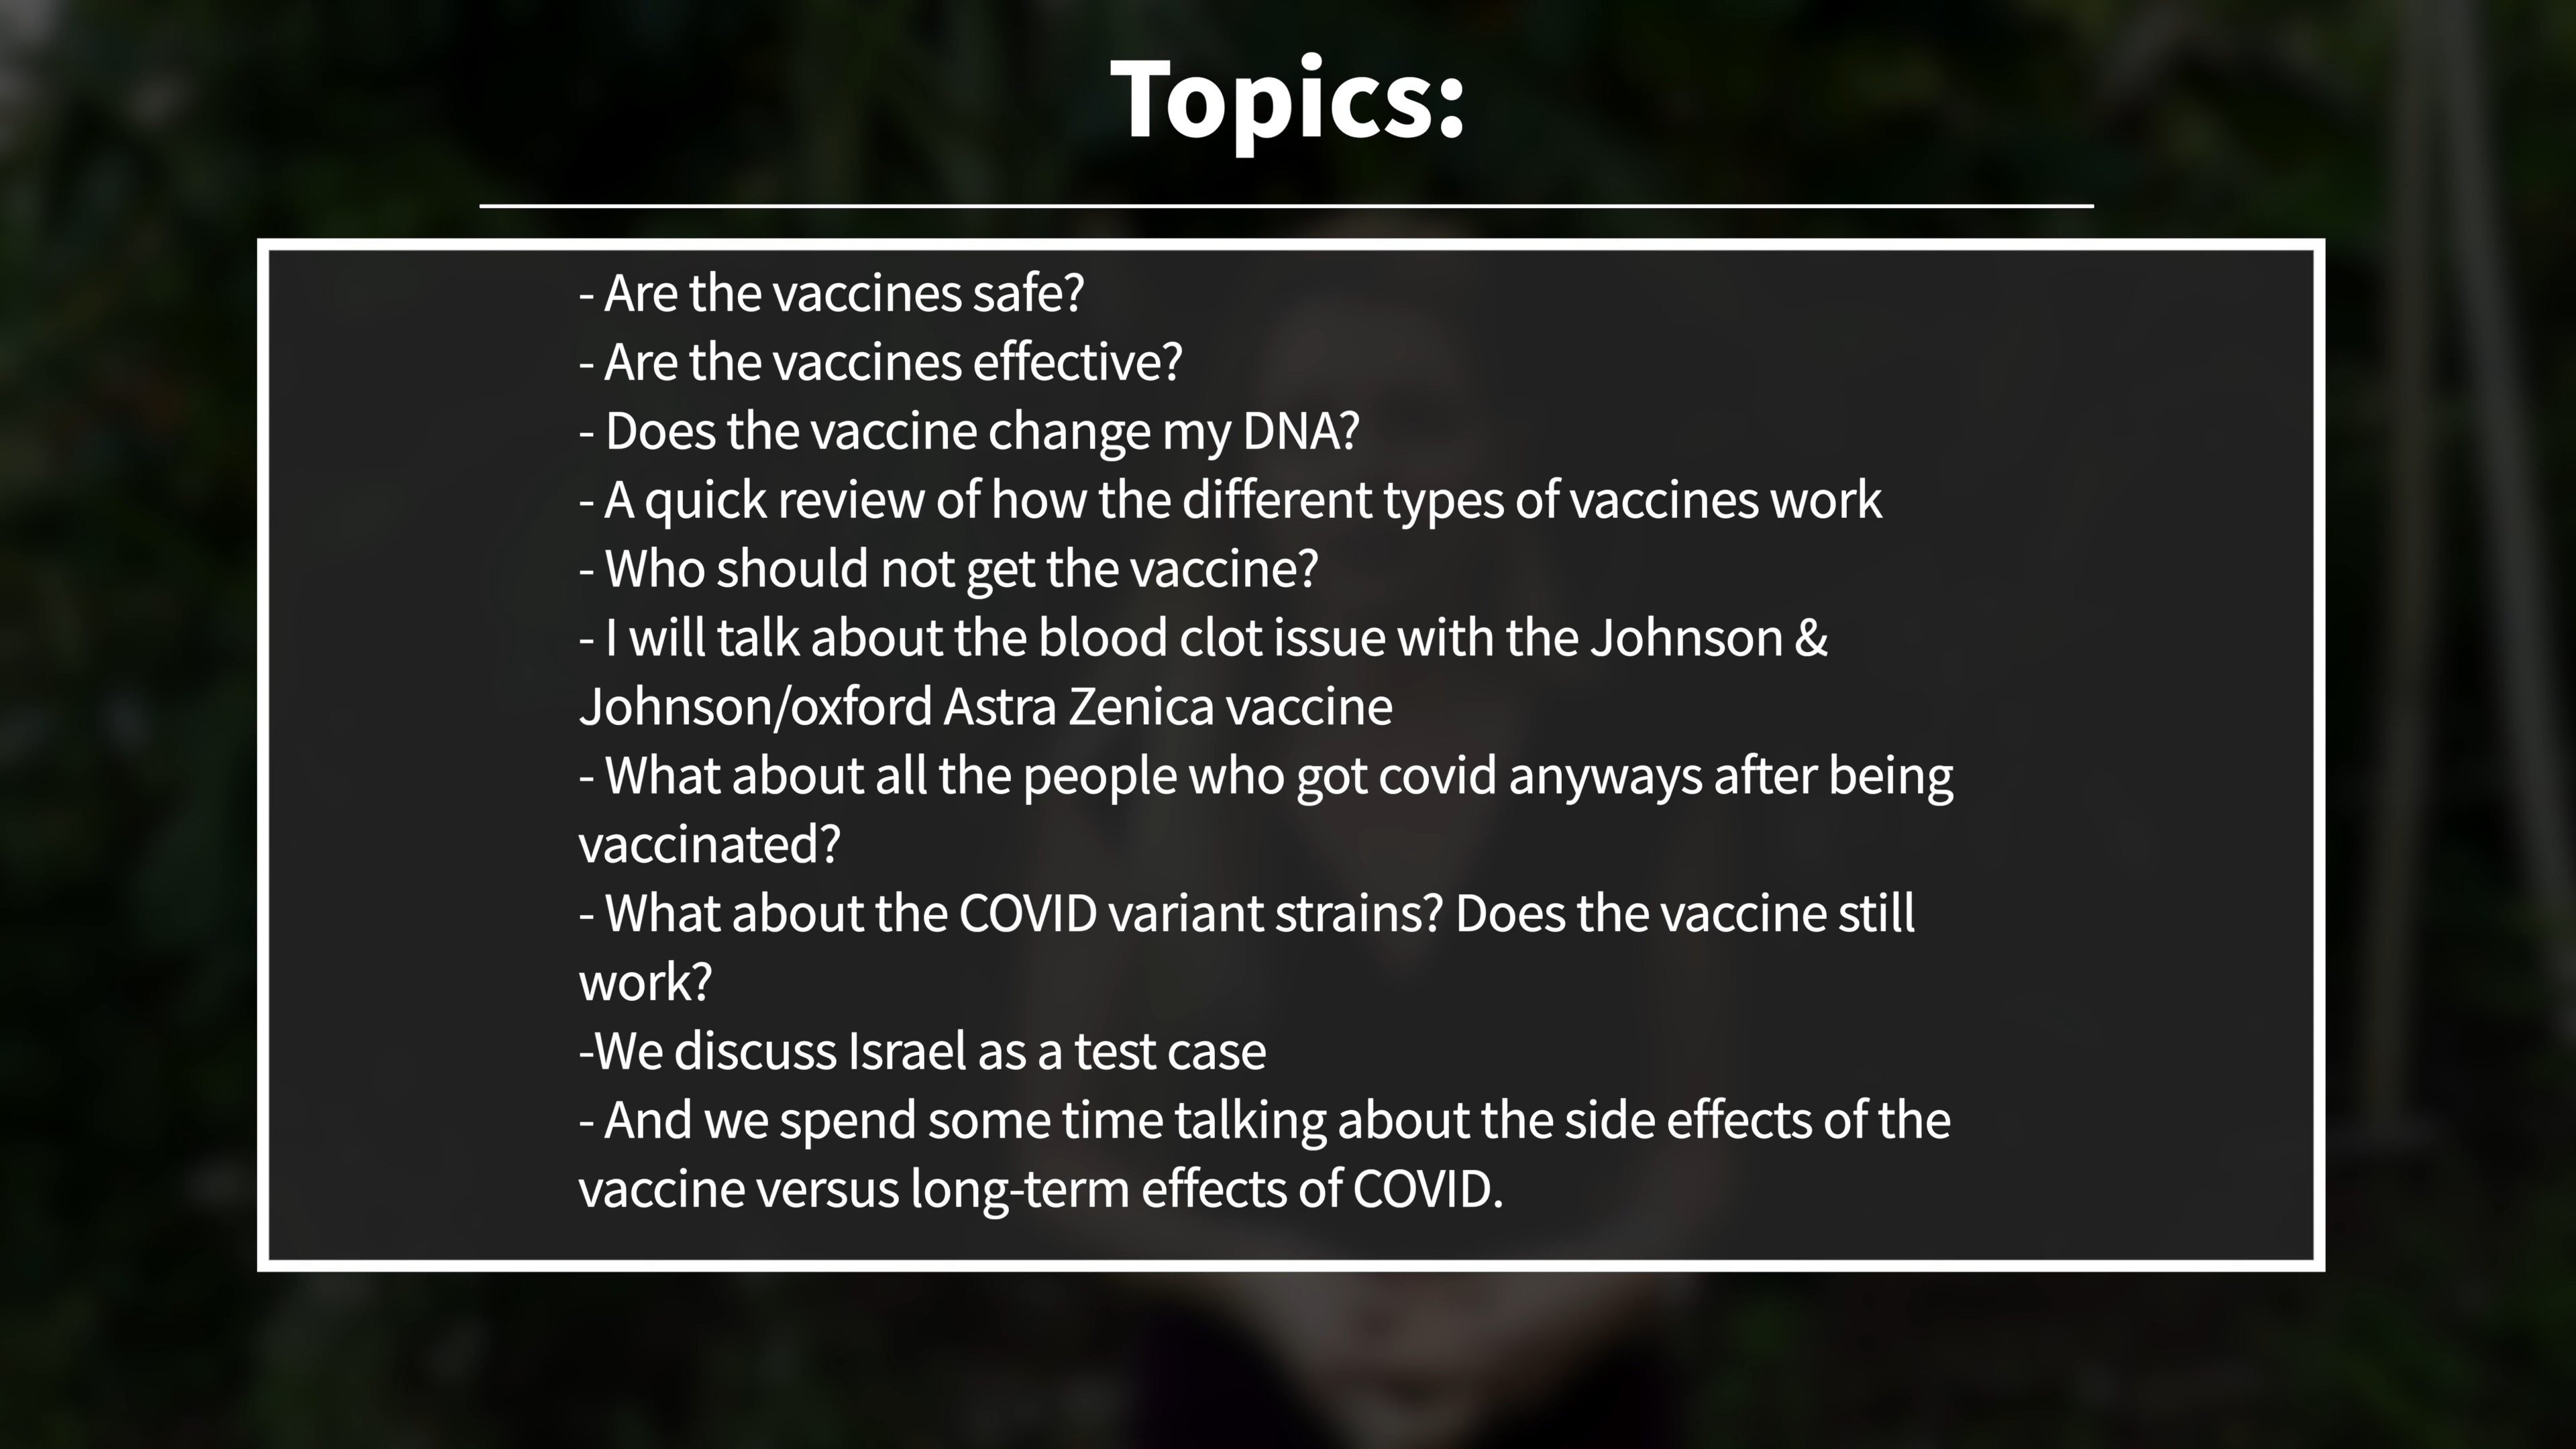 Topics:
- Are the vaccines safe?
- Are the vaccines effective?
- Does the vaccine change my DNA?
- A quick review of how the different types of vaccines work
- Who should not get the vaccine?
- I will talk about the blood clot issue with the Johnson &
Johnson/oxford Astra Zenica vaccine
- What about all the people who got covid anyways after being
vaccinated?
- What about the COVID variant strains? Does the vaccine still
work?
-We discuss Israel as a test case
- And we spend some time talking about the side effects of the
vaccine versus long-term effects of COVID.